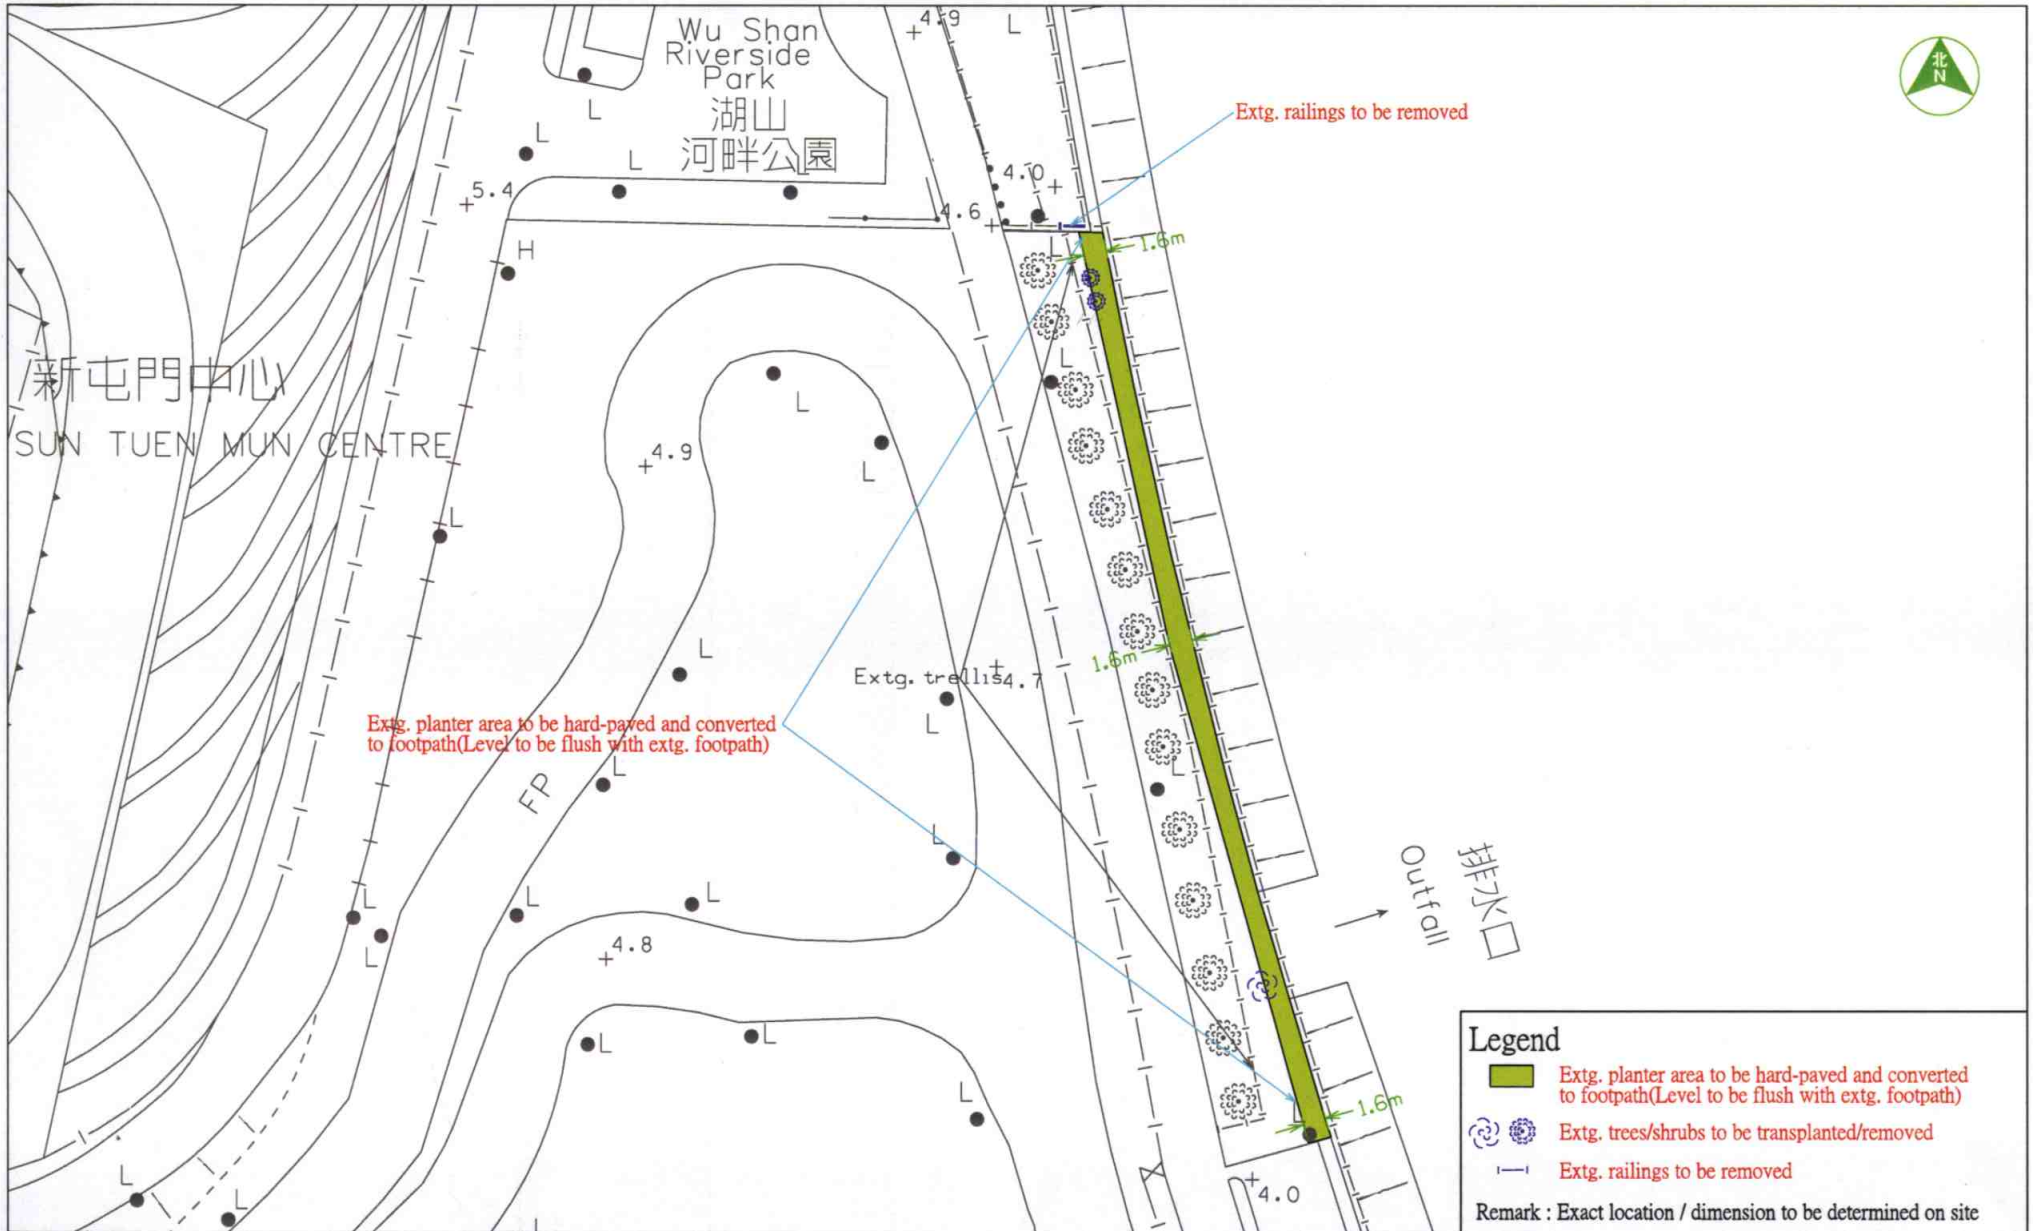 Wu Shan
Riverside
Park
湖山
河畔公園
4.9
L
北
N
Extg. railings to be removed
L
L
L
L
5.4
4.0
4.6
1.6m
H
L
L
新屯門中心
SUN TUEN MUN CENTRE
L
4.9
L
L
L
Extg. trellis
4.7
1.6m
L
Extg. planter area to be hard-paved and converted
to footpath(Level to be flush with extg. footpath)
L
L
FP
L
排水口
Outfall
L
L
L
L
4.8
L
L
L
L
1.6m
L
L
4.0
L
Legend
Extg. planter area to be hard-paved and converted
to footpath(Level to be flush with extg. footpath)
Extg. trees/shrubs to be transplanted/removed
Extg. railings to be removed
Remark : Exact location / dimension to be determined on site